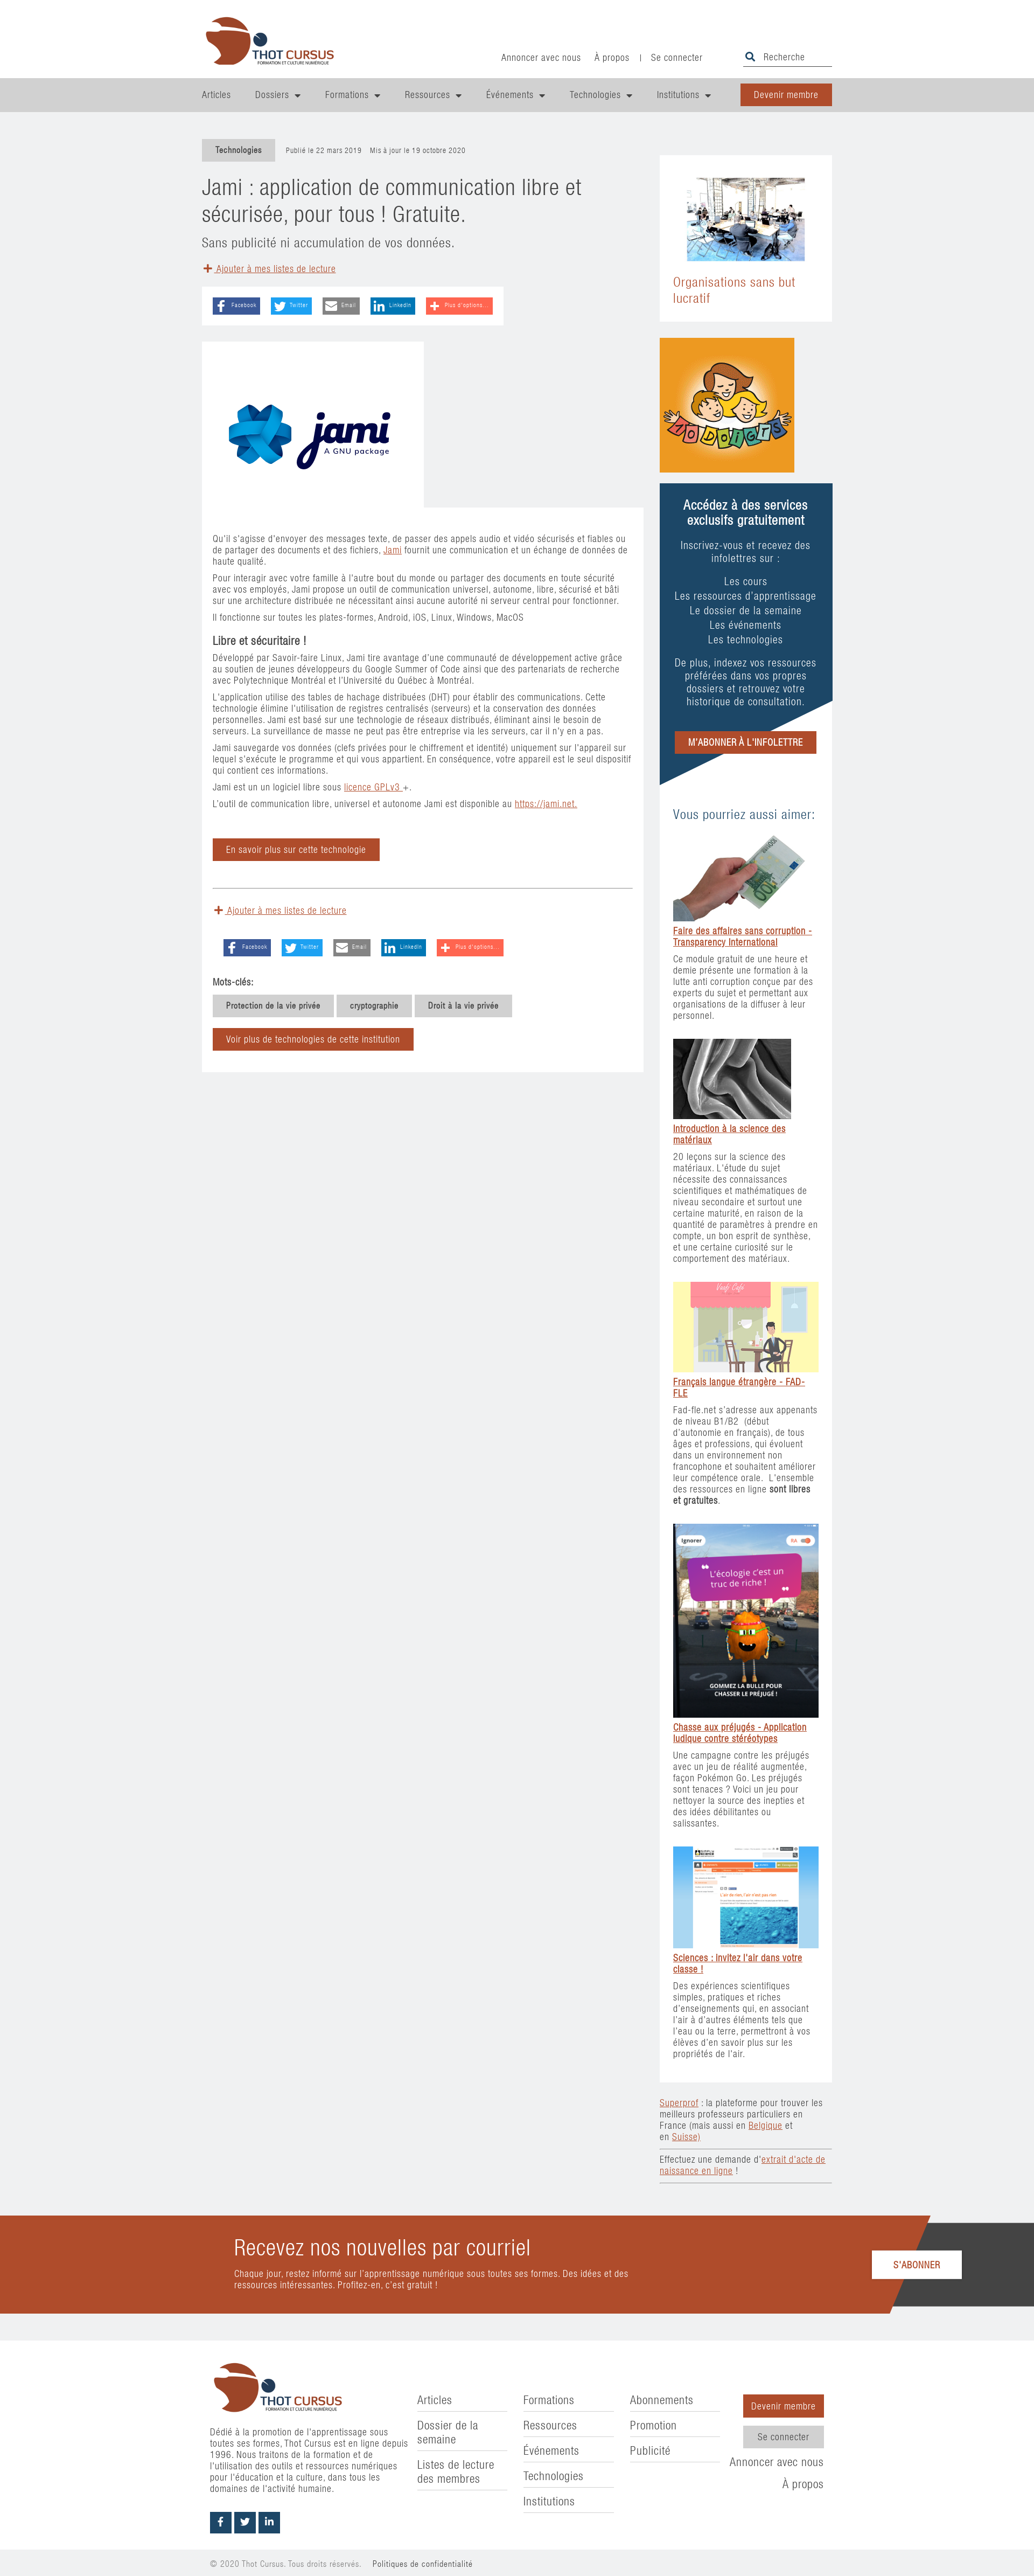 THOT CURSUS
FORMATION ET CULTURE NUMÉRIQUE
Annoncer avec nous
À propos
|
Se connecter
Recherche
Articles
Dossiers
Formations
Ressources
Événements
Technologies
Institutions
Devenir membre
Technologies
Publié le 22 mars 2019
Mis à jour le 19 octobre 2020
Jami : application de communication libre et
sécurisée, pour tous ! Gratuite.
Sans publicité ni accumulation de vos données.
Ajouter à mes listes de lecture
Facebook
Twitter
Email
LinkedIn
Plus d'options...
jami
A GNU package
Qu'il s'agisse d'envoyer des messages texte, de passer des appels audio et vidéo sécurisés et fiables ou
de partager des documents et des fichiers, Jami fournit une communication et un échange de données de
haute qualité.
Pour interagir avec votre famille à l'autre bout du monde ou partager des documents en toute sécurité
avec vos employés, Jami propose un outil de communication universel, autonome, libre, sécurisé et bâti
sur une architecture distribuée ne nécessitant ainsi aucune autorité ni serveur central pour fonctionner.
Il fonctionne sur toutes les plates-formes, Android, iOS, Linux, Windows, MacOS
Libre et sécuritaire !
Développé par Savoir-faire Linux, Jami tire avantage d'une communauté de développement active grâce
au soutien de jeunes développeurs du Google Summer of Code ainsi que des partenariats de recherche
avec Polytechnique Montréal et l'Université du Québec à Montréal.
L'application utilise des tables de hachage distribuées (DHT) pour établir des communications. Cette
technologie élimine l'utilisation de registres centralisés (serveurs) et la conservation des données
personnelles. Jami est basé sur une technologie de réseaux distribués, éliminant ainsi le besoin de
serveurs. La surveillance de masse ne peut pas être entreprise via les serveurs, car il n'y en a pas.
Jami sauvegarde vos données (clefs privées pour le chiffrement et identité) uniquement sur l'appareil sur
lequel s'exécute le programme et qui vous appartient. En conséquence, votre appareil est le seul dispositif
qui contient ces informations.
Jami est un un logiciel libre sous licence GPLv3 +.
L'outil de communication libre, universel et autonome Jami est disponible au https://jami.net.
En savoir plus sur cette technologie
Ajouter à mes listes de lecture
Facebook
Twitter
Email
LinkedIn
Plus d'options...
Mots-clés:
Protection de la vie privée
cryptographie
Droit à la vie privée
Voir plus de technologies de cette institution
Organisations sans but
lucratif
10 DOIGTS
Accédez à des services
exclusifs gratuitement
Inscrivez-vous et recevez des
infolettres sur :
Les cours
Les ressources d'apprentissage
Le dossier de la semaine
Les événements
Les technologies
De plus, indexez vos ressources
préférées dans vos propres
dossiers et retrouvez votre
historique de consultation.
M'ABONNER À L'INFOLETTRE
Vous pourriez aussi aimer:
Faire des affaires sans corruption -
Transparency International
Ce module gratuit de une heure et
demie présente une formation à la
lutte anti corruption conçue par des
experts du sujet et permettant aux
organisations de la diffuser à leur
personnel.
Introduction à la science des
matériaux
20 leçons sur la science des
matériaux. L'étude du sujet
nécessite des connaissances
scientifiques et mathématiques de
niveau secondaire et surtout une
certaine maturité, en raison de la
quantité de paramètres à prendre en
compte, un bon esprit de synthèse,
et une certaine curiosité sur le
comportement des matériaux.
Français langue étrangère - FAD-
FLE
Fad-fle.net s'adresse aux appenants
de niveau B1/B2 (début
d'autonomie en français), de tous
âges et professions, qui évoluent
dans un environnement non
francophone et souhaitent améliorer
leur compétence orale. L'ensemble
des ressources en ligne sont libres
et gratuites.
Ignorer
RA
L'écologie c'est un
truc de riche !
GOMMEZ LA BULLE POUR
CHASSER LE PRÉJUGÉ !
Chasse aux préjugés - Application
ludique contre stéréotypes
Une campagne contre les préjugés
avec un jeu de réalité augmentée,
façon Pokémon Go. Les préjugés
sont tenaces ? Voici un jeu pour
nettoyer la source des inepties et
des idées débilitantes ou
salissantes.
Sciences : invitez l'air dans votre
classe !
Des expériences scientifiques
simples, pratiques et riches
d'enseignements qui, en associant
l'air à d'autres éléments tels que
l'eau ou la terre, permettront à vos
élèves d'en savoir plus sur les
propriétés de l'air.
Superprof : la plateforme pour trouver les
meilleurs professeurs particuliers en
France (mais aussi en Belgique et
en Suisse)
Effectuez une demande d'extrait d'acte de
naissance en ligne !
Recevez nos nouvelles par courriel
Chaque jour, restez informé sur l'apprentissage numérique sous toutes ses formes. Des idées et des
ressources intéressantes. Profitez-en, c'est gratuit !
S'ABONNER
THOT CURSUS
FORMATION ET CULTURE NUMÉRIQUE
Dédié à la promotion de l'apprentissage sous
toutes ses formes, Thot Cursus est en ligne depuis
1996. Nous traitons de la formation et de
l'utilisation des outils et ressources numériques
pour l'éducation et la culture, dans tous les
domaines de l'activité humaine.
Articles
Dossier de la
semaine
Listes de lecture
des membres
Formations
Ressources
Événements
Technologies
Institutions
Abonnements
Promotion
Publicité
Devenir membre
Se connecter
Annoncer avec nous
À propos
© 2020 Thot Cursus. Tous droits réservés.
Politiques de confidentialité